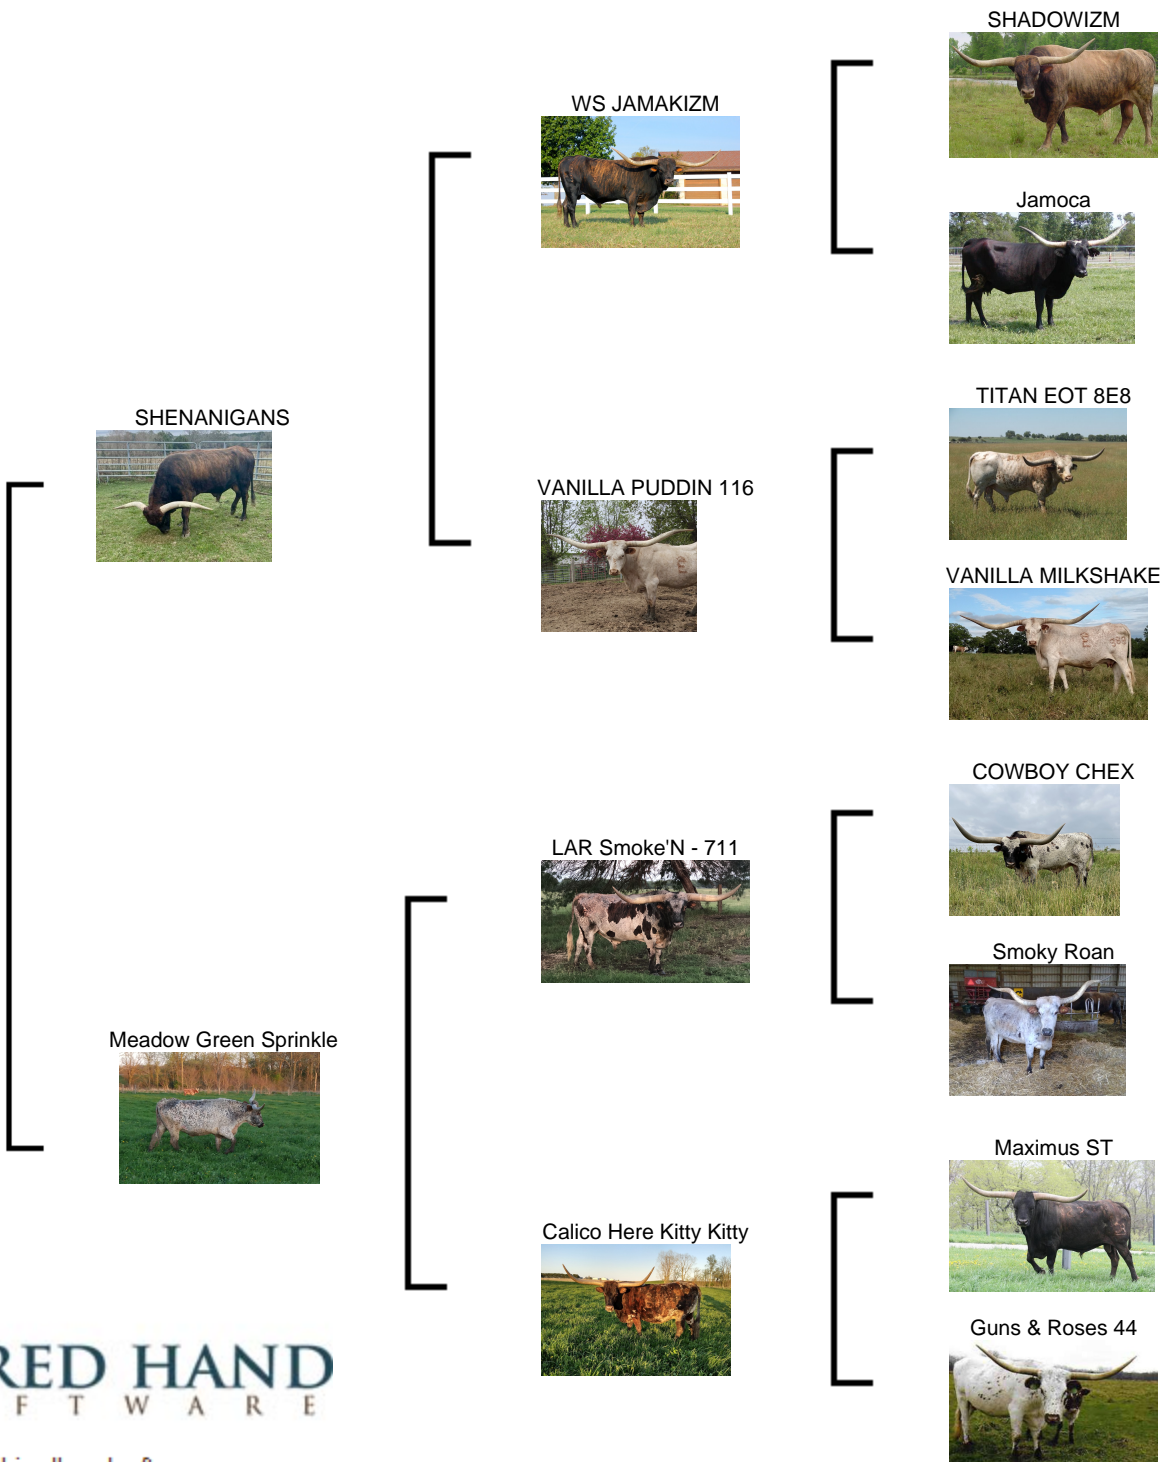 SHADOWIZM
WS JAMAKIZM
Jamoca
TITAN EOT 8E8
SHENANIGANS
VANILLA PUDDIN 116
VANILLA MILKSHAKE
COWBOY CHEX
LAR Smoke'N - 711
Smoky Roan
Meadow Green Sprinkle
Maximus ST
Calico Here Kitty Kitty
Guns & Roses 44
RED HAND
FTWARE